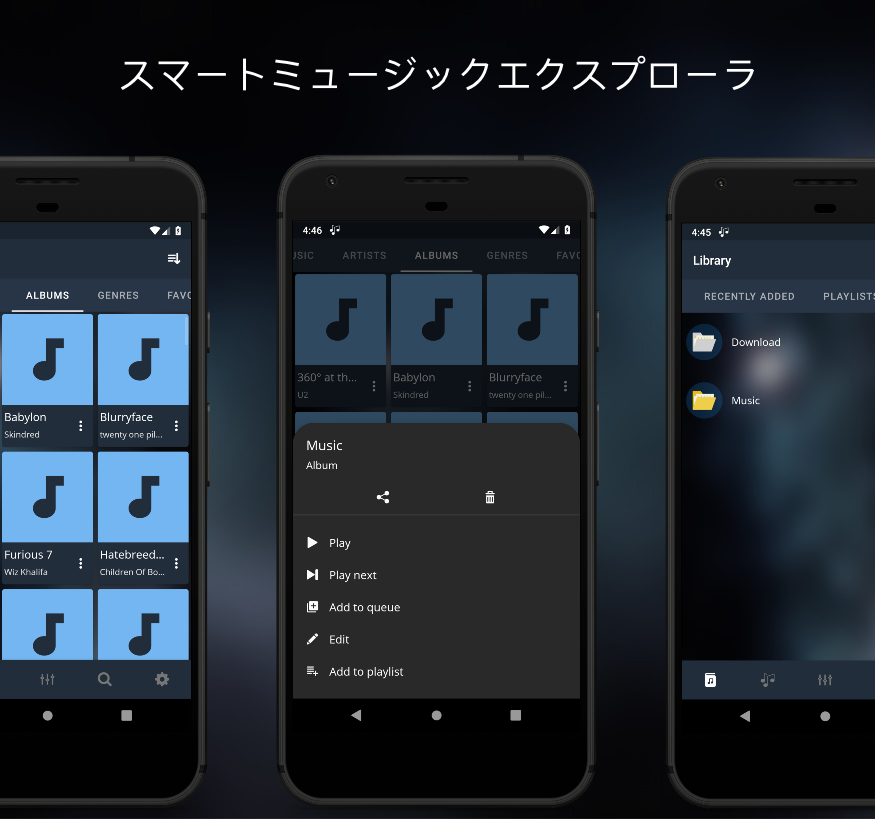 スマートミュージックエクスプローラ
ALBUMS
GENRES
Babylon
Skindred
Blurryface
twenty one pil...
Furious 7
Wiz Khalifa
Hatebreed...
Children Of Bo...
4:46
ARTISTS
ALBUMS
GENRES
360° at th...
U2
Babylon
Skindred
Blurryface
twenty one pil...
Music
Album
Play
Play next
Add to queue
Edit
Add to playlist
4:45
Library
RECENTLY ADDED
PLAYLISTS
Download
Music